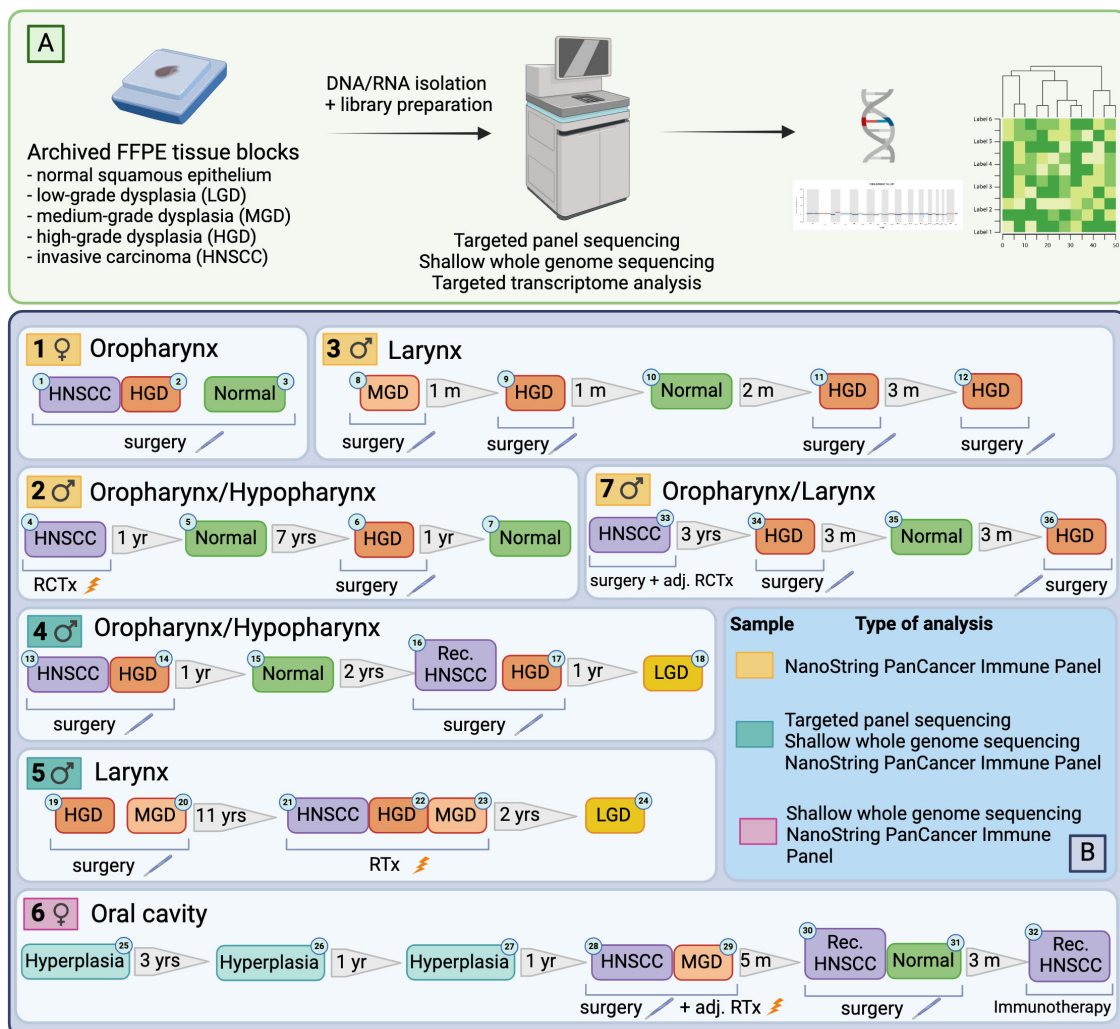 A
DNA/RNA isolation
+ library preparation
Archived FFPE tissue blocks
- normal squamous epithelium
- low-grade dysplasia (LGD)
- medium-grade dysplasia (MGD)
- high-grade dysplasia (HGD)
- invasive carcinoma (HNSCC)
Targeted panel sequencing
Shallow whole genome sequencing
Targeted transcriptome analysis
Label 6
Label 5
Label 4
Label 3
Label 2
Label 1
0 10 20 30 40 50
1 ♀ Oropharynx
1 HNSCC HGD 2 Normal 3
surgery
3 ♂ Larynx
8 MGD 1 m 9 HGD 1 m 10 Normal 2 m 11 HGD 3 m 12 HGD
surgery surgery surgery surgery
2 ♂ Oropharynx/Hypopharynx
4 HNSCC 1 yr 5 Normal 7 yrs 6 HGD 1 yr 7 Normal
RCTx surgery
7 ♂ Oropharynx/Larynx
HNSCC 33 3 yrs 34 HGD 3 m 35 Normal 3 m 36 HGD
surgery + adj. RCTx surgery surgery
4 ♂ Oropharynx/Hypopharynx
13 HNSCC HGD 14 1 yr 15 Normal 2 yrs 16 Rec.
HNSCC HGD 17 1 yr LGD 18
surgery surgery
5 ♂ Larynx
19 HGD MGD 20 11 yrs 21 HNSCC HGD 22 MGD 23 2 yrs LGD 24
surgery RTx
Sample Type of analysis
NanoString PanCancer Immune Panel
Targeted panel sequencing
Shallow whole genome sequencing
NanoString PanCancer Immune Panel
Shallow whole genome sequencing
NanoString PanCancer Immune
Panel
B
6 ♀ Oral cavity
Hyperplasia 25 3 yrs Hyperplasia 26 1 yr Hyperplasia 27 1 yr 28 HNSCC MGD 29 5 m 30 Rec.
HNSCC Normal 31 3 m 32 Rec.
HNSCC
surgery + adj. RTx surgery Immunotherapy